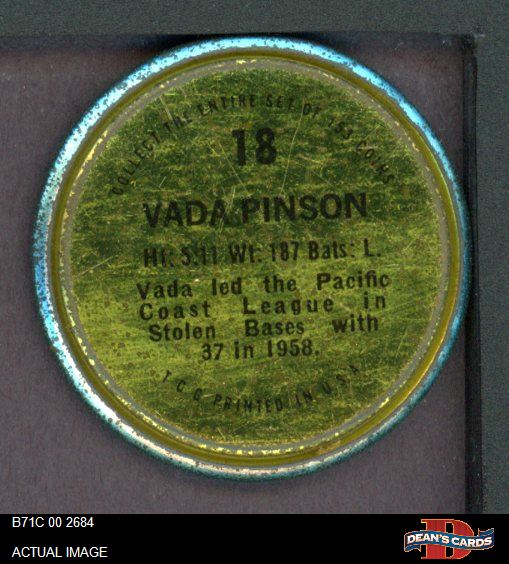 COLLECT THE ENTIRE SET OF 153 COINS
18
VADA PINSON
Ht: 5:11 Wt: 187 Bats: L.
Vada led the Pacific
Coast League in
Stolen Bases with
37 in 1958.
T.C.G. PRINTED IN U.S.A.
B71C 00 2684
ACTUAL IMAGE
D
DEAN'S CARDS